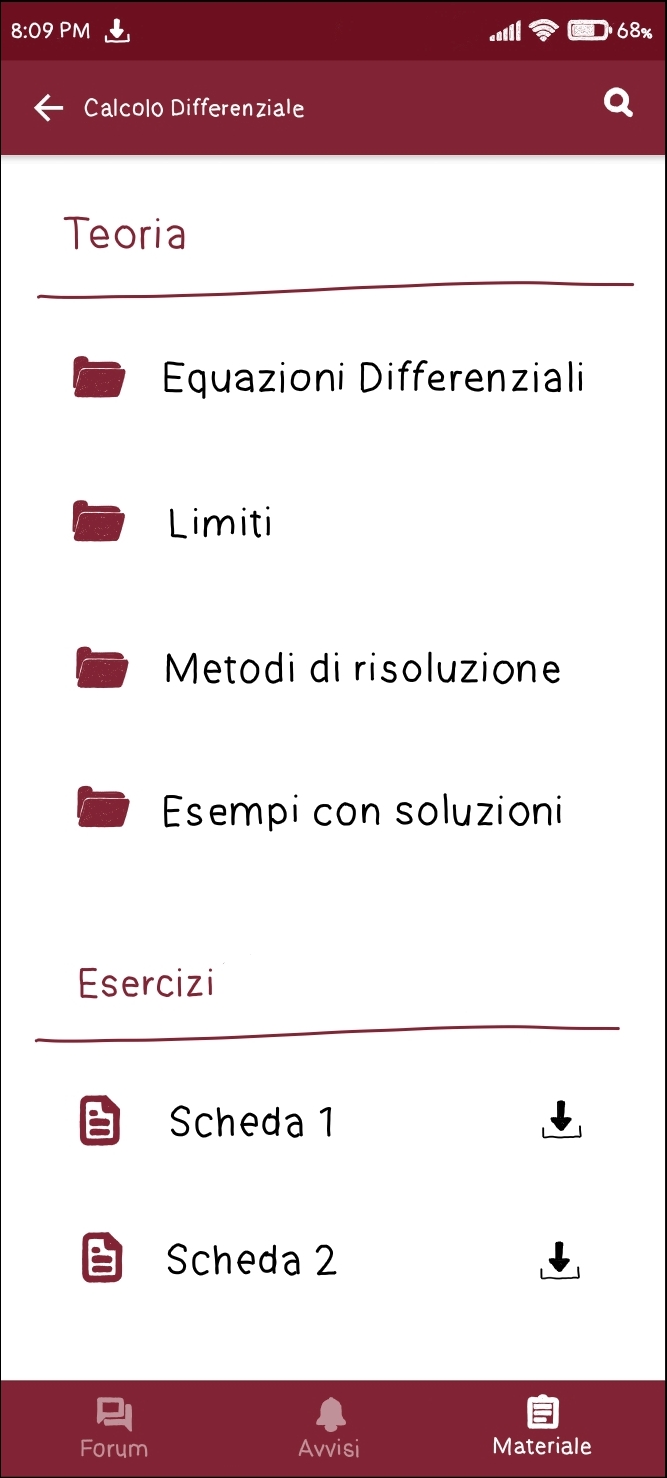 8:09 PM 68%
Calcolo Differenziale
Teoria
Equazioni Differenziali
Limiti
Metodi di risoluzione
Esempi con soluzioni
Esercizi
Scheda 1
Scheda 2
Forum Avvisi Materiale